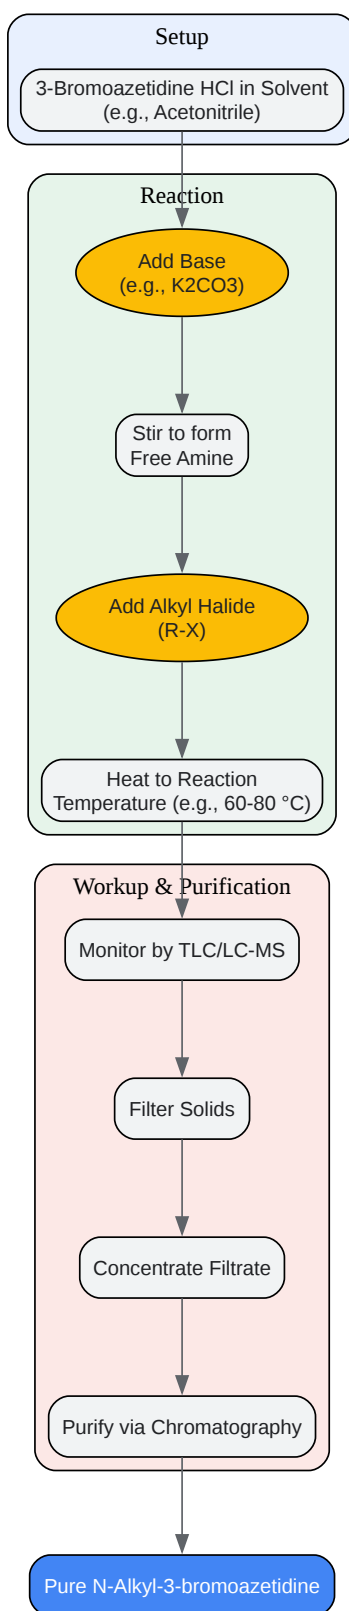 Setup
3-Bromoazetidine HCl in Solvent
(e.g., Acetonitrile)
Reaction
Add Base
(e.g., K2CO3)
Stir to form
Free Amine
Add Alkyl Halide
(R-X)
Heat to Reaction
Temperature (e.g., 60-80 °C)
Workup & Purification
Monitor by TLC/LC-MS
Filter Solids
Concentrate Filtrate
Purify via Chromatography
Pure N-Alkyl-3-bromoazetidine